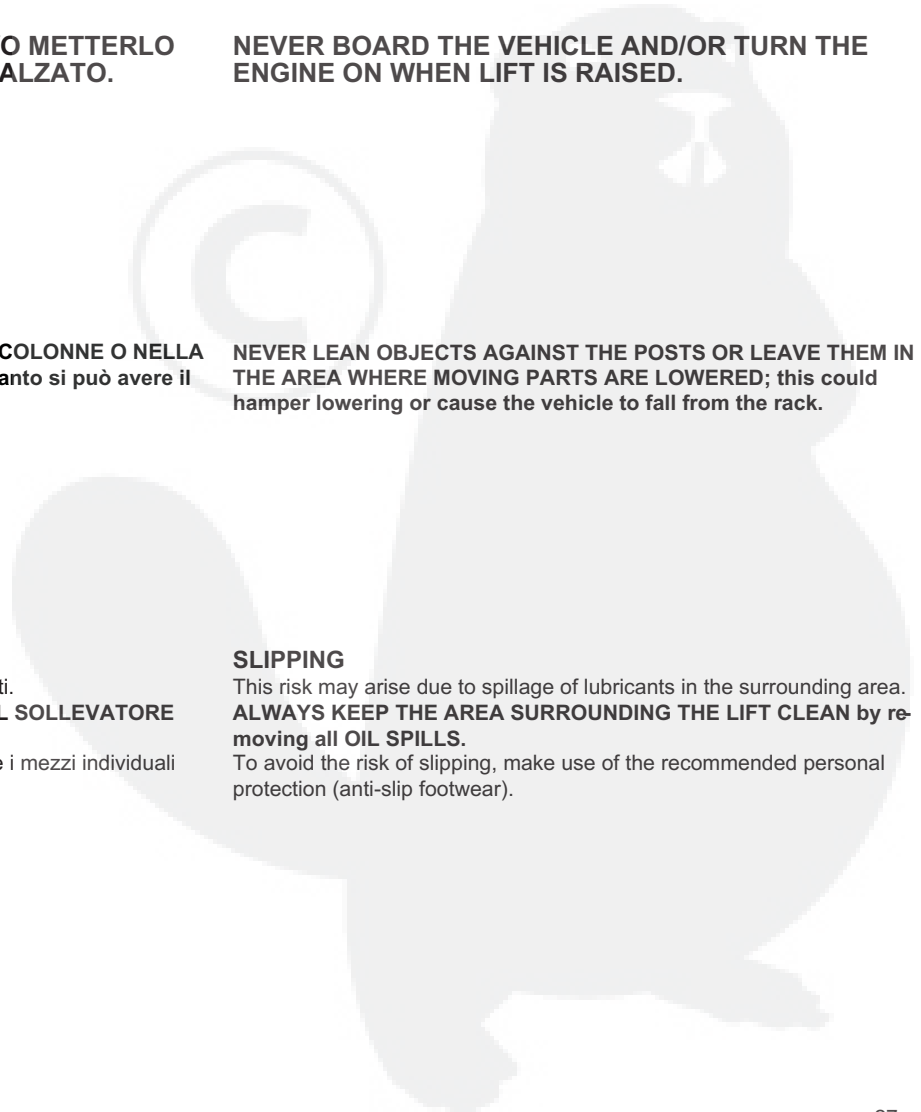 O METTERLO
ALZATO.
NEVER BOARD THE VEHICLE AND/OR TURN THE
ENGINE ON WHEN LIFT IS RAISED.
COLONNE O NELLA
anto si può avere il
NEVER LEAN OBJECTS AGAINST THE POSTS OR LEAVE THEM IN
THE AREA WHERE MOVING PARTS ARE LOWERED; this could
hamper lowering or cause the vehicle to fall from the rack.
ti.
L SOLLEVATORE
e i mezzi individuali
SLIPPING
This risk may arise due to spillage of lubricants in the surrounding area.
ALWAYS KEEP THE AREA SURROUNDING THE LIFT CLEAN by re-
moving all OIL SPILLS.
To avoid the risk of slipping, make use of the recommended personal
protection (anti-slip footwear).
©